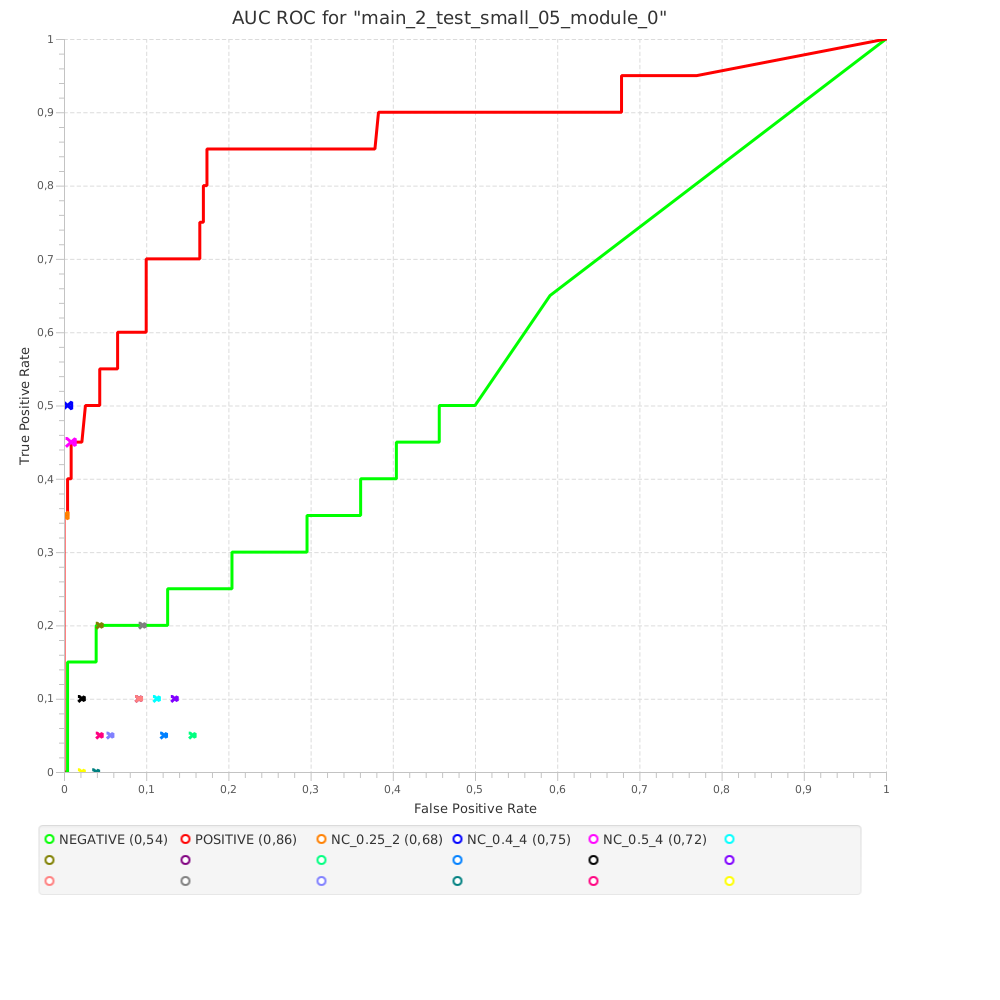 AUC ROC for "main_2_test_small_05_module_0"
1
0,9
0,8
0,7
0,6
0,5
0,4
0,3
0,2
0,1
0
True Positive Rate
0 0,1 0,2 0,3 0,4 0,5 0,6 0,7 0,8 0,9 1
False Positive Rate
NEGATIVE (0,54) POSITIVE (0,86) NC_0.25_2 (0,68) NC_0.4_4 (0,75) NC_0.5_4 (0,72)